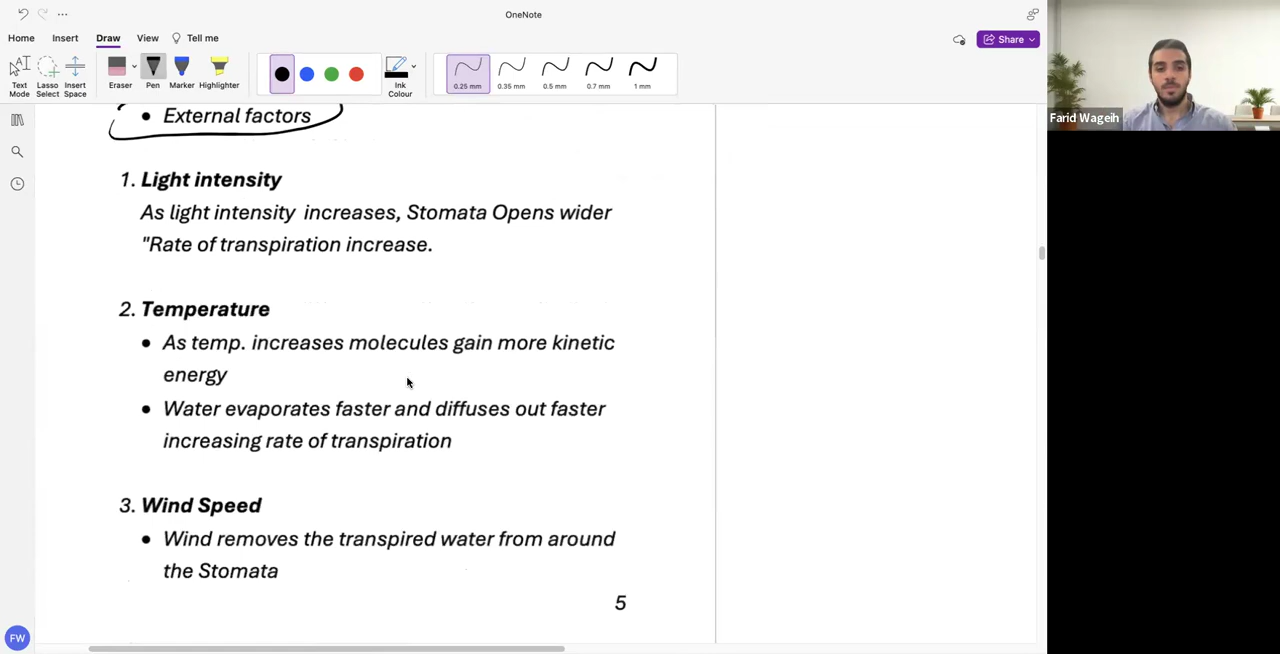 OneNote
Home Insert Draw View Tell me
Share
Text Mode
Lasso Select
Insert Space
Eraser
Pen
Marker
Highlighter
Ink Colour
0.25 mm
0.35 mm
0.5 mm
0.7 mm
1 mm
Farid Wageih
• External factors
1. Light intensity
As light intensity increases, Stomata Opens wider
"Rate of transpiration increase.
2. Temperature
• As temp. increases molecules gain more kinetic
energy
• Water evaporates faster and diffuses out faster
increasing rate of transpiration
3. Wind Speed
• Wind removes the transpired water from around
the Stomata
5
FW